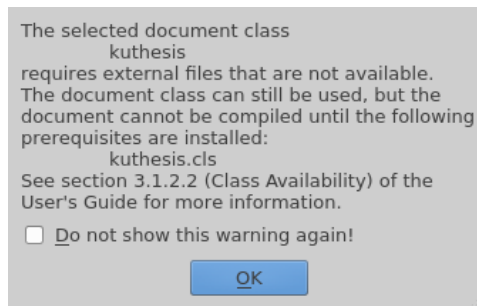 The selected document class
kuthesis
requires external files that are not available.
The document class can still be used, but the
document cannot be compiled until the following
prerequisites are installed:
kuthesis.cls
See section 3.1.2.2 (Class Availability) of the
User's Guide for more information.
Do not show this warning again!
OK